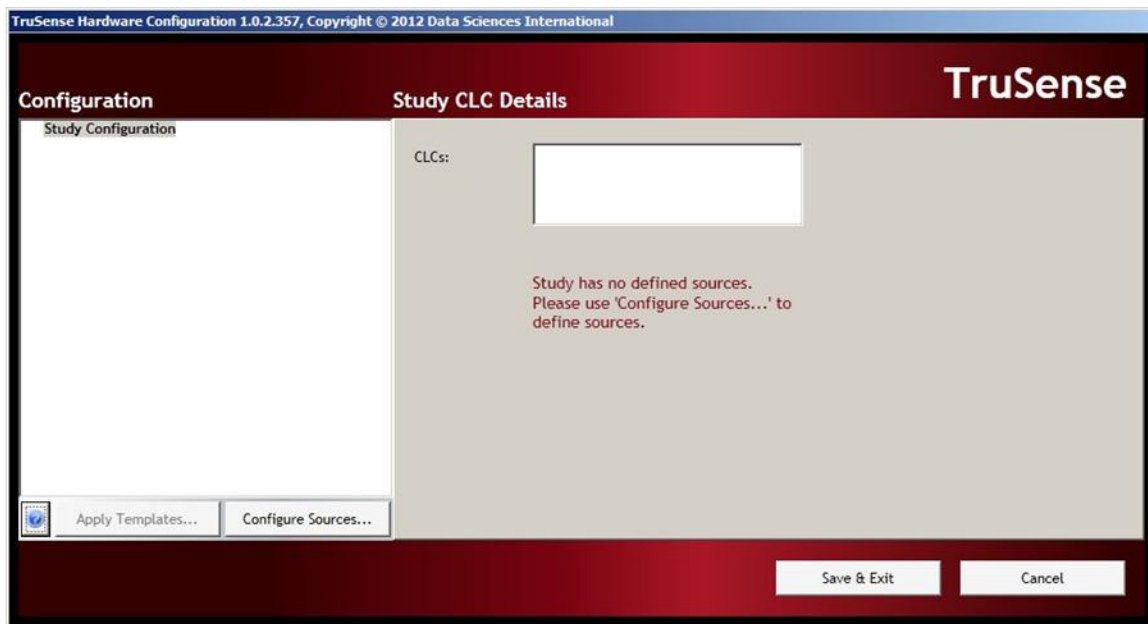 TruSense Hardware Configuration 1.0.2.357, Copyright © 2012 Data Sciences International
TruSense
Configuration
Study CLC Details
Study Configuration
CLCs:
Study has no defined sources.
Please use 'Configure Sources...' to
define sources.
Apply Templates...
Configure Sources...
Save & Exit
Cancel